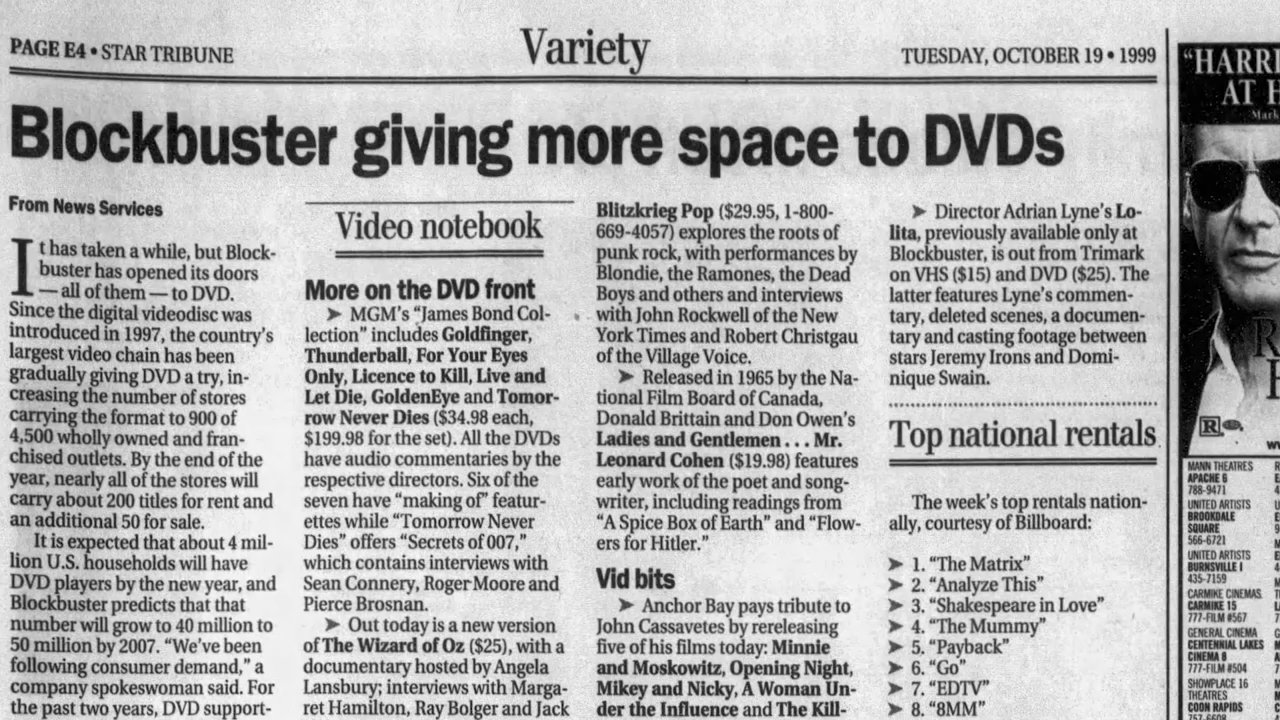 PAGE E4 • STAR TRIBUNE
Variety
TUESDAY, OCTOBER 19 • 1999
Blockbuster giving more space to DVDs
From News Services
It has taken a while, but Block-
buster has opened its doors
— all of them — to DVD.
Since the digital videodisc was
introduced in 1997, the country's
largest video chain has been
gradually giving DVD a try, in-
creasing the number of stores
carrying the format to 900 of
4,500 wholly owned and fran-
chised outlets. By the end of the
year, nearly all of the stores will
carry about 200 titles for rent and
an additional 50 for sale.
It is expected that about 4 mil-
lion U.S. households will have
DVD players by the new year, and
Blockbuster predicts that that
number will grow to 40 million to
50 million by 2007. “We've been
following consumer demand,” a
company spokeswoman said. For
the past two years, DVD support-
Video notebook
More on the DVD front
➤ MGM's “James Bond Col-
lection” includes Goldfinger,
Thunderball, For Your Eyes
Only, Licence to Kill, Live and
Let Die, GoldenEye and Tomor-
row Never Dies ($34.98 each,
$199.98 for the set). All the DVDs
have audio commentaries by the
respective directors. Six of the
seven have “making of” featur-
ettes while “Tomorrow Never
Dies” offers “Secrets of 007,”
which contains interviews with
Sean Connery, Roger Moore and
Pierce Brosnan.
➤ Out today is a new version
of The Wizard of Oz ($25), with a
documentary hosted by Angela
Lansbury; interviews with Marga-
ret Hamilton, Ray Bolger and Jack
Blitzkrieg Pop ($29.95, 1-800-
669-4057) explores the roots of
punk rock, with performances by
Blondie, the Ramones, the Dead
Boys and others and interviews
with John Rockwell of the New
York Times and Robert Christgau
of the Village Voice.
➤ Released in 1965 by the Na-
tional Film Board of Canada,
Donald Brittain and Don Owen's
Ladies and Gentlemen . . . Mr.
Leonard Cohen ($19.98) features
early work of the poet and song-
writer, including readings from
“A Spice Box of Earth” and “Flow-
ers for Hitler.”
Vid bits
➤ Anchor Bay pays tribute to
John Cassavetes by rereleasing
five of his films today: Minnie
and Moskowitz, Opening Night,
Mikey and Nicky, A Woman Un-
der the Influence and The Kill-
➤ Director Adrian Lyne's Lo-
lita, previously available only at
Blockbuster, is out from Trimark
on VHS ($15) and DVD ($25). The
latter features Lyne's commen-
tary, deleted scenes, a documen-
tary and casting footage between
stars Jeremy Irons and Domi-
nique Swain.
Top national rentals
The week's top rentals nation-
ally, courtesy of Billboard:
➤ 1. “The Matrix”
➤ 2. “Analyze This”
➤ 3. “Shakespeare in Love”
➤ 4. “The Mummy”
➤ 5. “Payback”
➤ 6. “Go”
➤ 7. “EDTV”
➤ 8. “8MM”
“HARRI
AT H
Mark
R
MANN THEATRES
APACHE 6
788-9471
UNITED ARTISTS
BROOKDALE
SQUARE
566-6721
UNITED ARTISTS
BURNSVILLE I
435-7159
CARMIKE CINEMAS
CARMIKE 15
777-FILM #567
GENERAL CINEMA
CENTENNIAL LAKES
CINEMA 8
777-FILM #504
SHOWPLACE 16
THEATRES
COON RAPIDS
757-6608